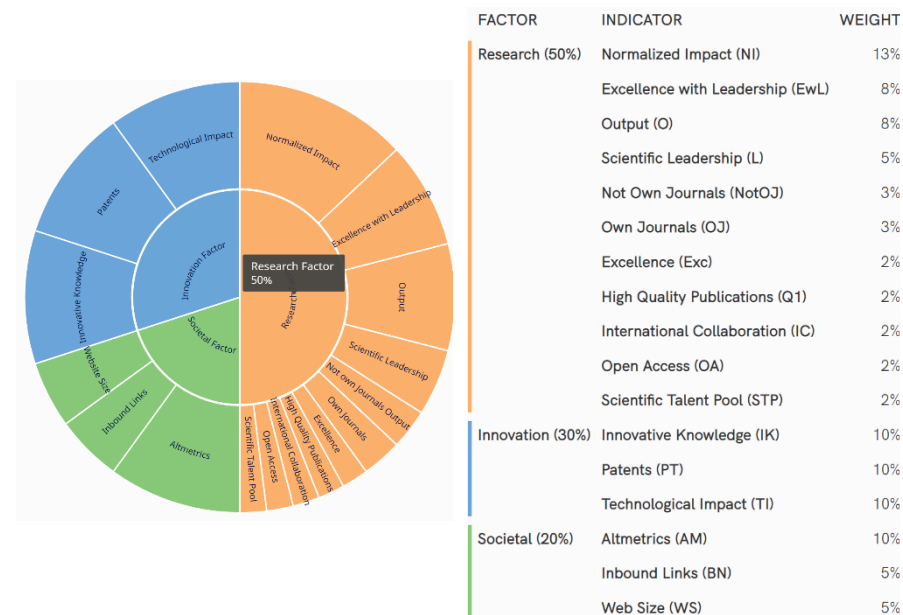 Technological Impact
Normalized Impact
Patents
Excellence with Leadership
Innovation Factor
Research Factor
50%
Innovative Knowledge
Output
Societal Factor
Website Size
Scientific Leadership
Inbound Links
Not own Journals Output
Own Journals
Altmetrics
Excellence
High Quality Publications
International Collaboration
Open Access
Scientific Talent Pool
FACTOR INDICATOR WEIGHT
Research (50%) Normalized Impact (NI) 13%
Excellence with Leadership (EwL) 8%
Output (O) 8%
Scientific Leadership (L) 5%
Not Own Journals (NotOJ) 3%
Own Journals (OJ) 3%
Excellence (Exc) 2%
High Quality Publications (Q1) 2%
International Collaboration (IC) 2%
Open Access (OA) 2%
Scientific Talent Pool (STP) 2%
Innovation (30%) Innovative Knowledge (IK) 10%
Patents (PT) 10%
Technological Impact (TI) 10%
Societal (20%) Altmetrics (AM) 10%
Inbound Links (BN) 5%
Web Size (WS) 5%